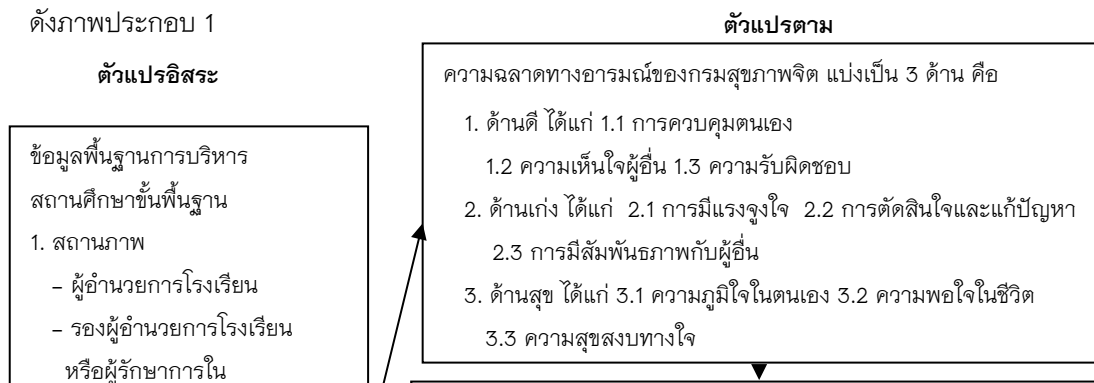 ดังภาพประกอบ 1
ตัวแปรอิสระ
ข้อมูลพื้นฐานการบริหาร
สถานศึกษาขั้นพื้นฐาน
1. สถานภาพ
– ผู้อำนวยการโรงเรียน
– รองผู้อำนวยการโรงเรียน
หรือผู้รักษาการใน
ตัวแปรตาม
ความฉลาดทางอารมณ์ของกรมสุขภาพจิต แบ่งเป็น 3 ด้าน คือ
1. ด้านดี ได้แก่ 1.1 การควบคุมตนเอง
1.2 ความเห็นใจผู้อื่น 1.3 ความรับผิดชอบ
2. ด้านเก่ง ได้แก่ 2.1 การมีแรงจูงใจ 2.2 การตัดสินใจและแก้ปัญหา
2.3 การมีสัมพันธภาพกับผู้อื่น
3. ด้านสุข ได้แก่ 3.1 ความภูมิใจในตนเอง 3.2 ความพอใจในชีวิต
3.3 ความสุขสงบทางใจ